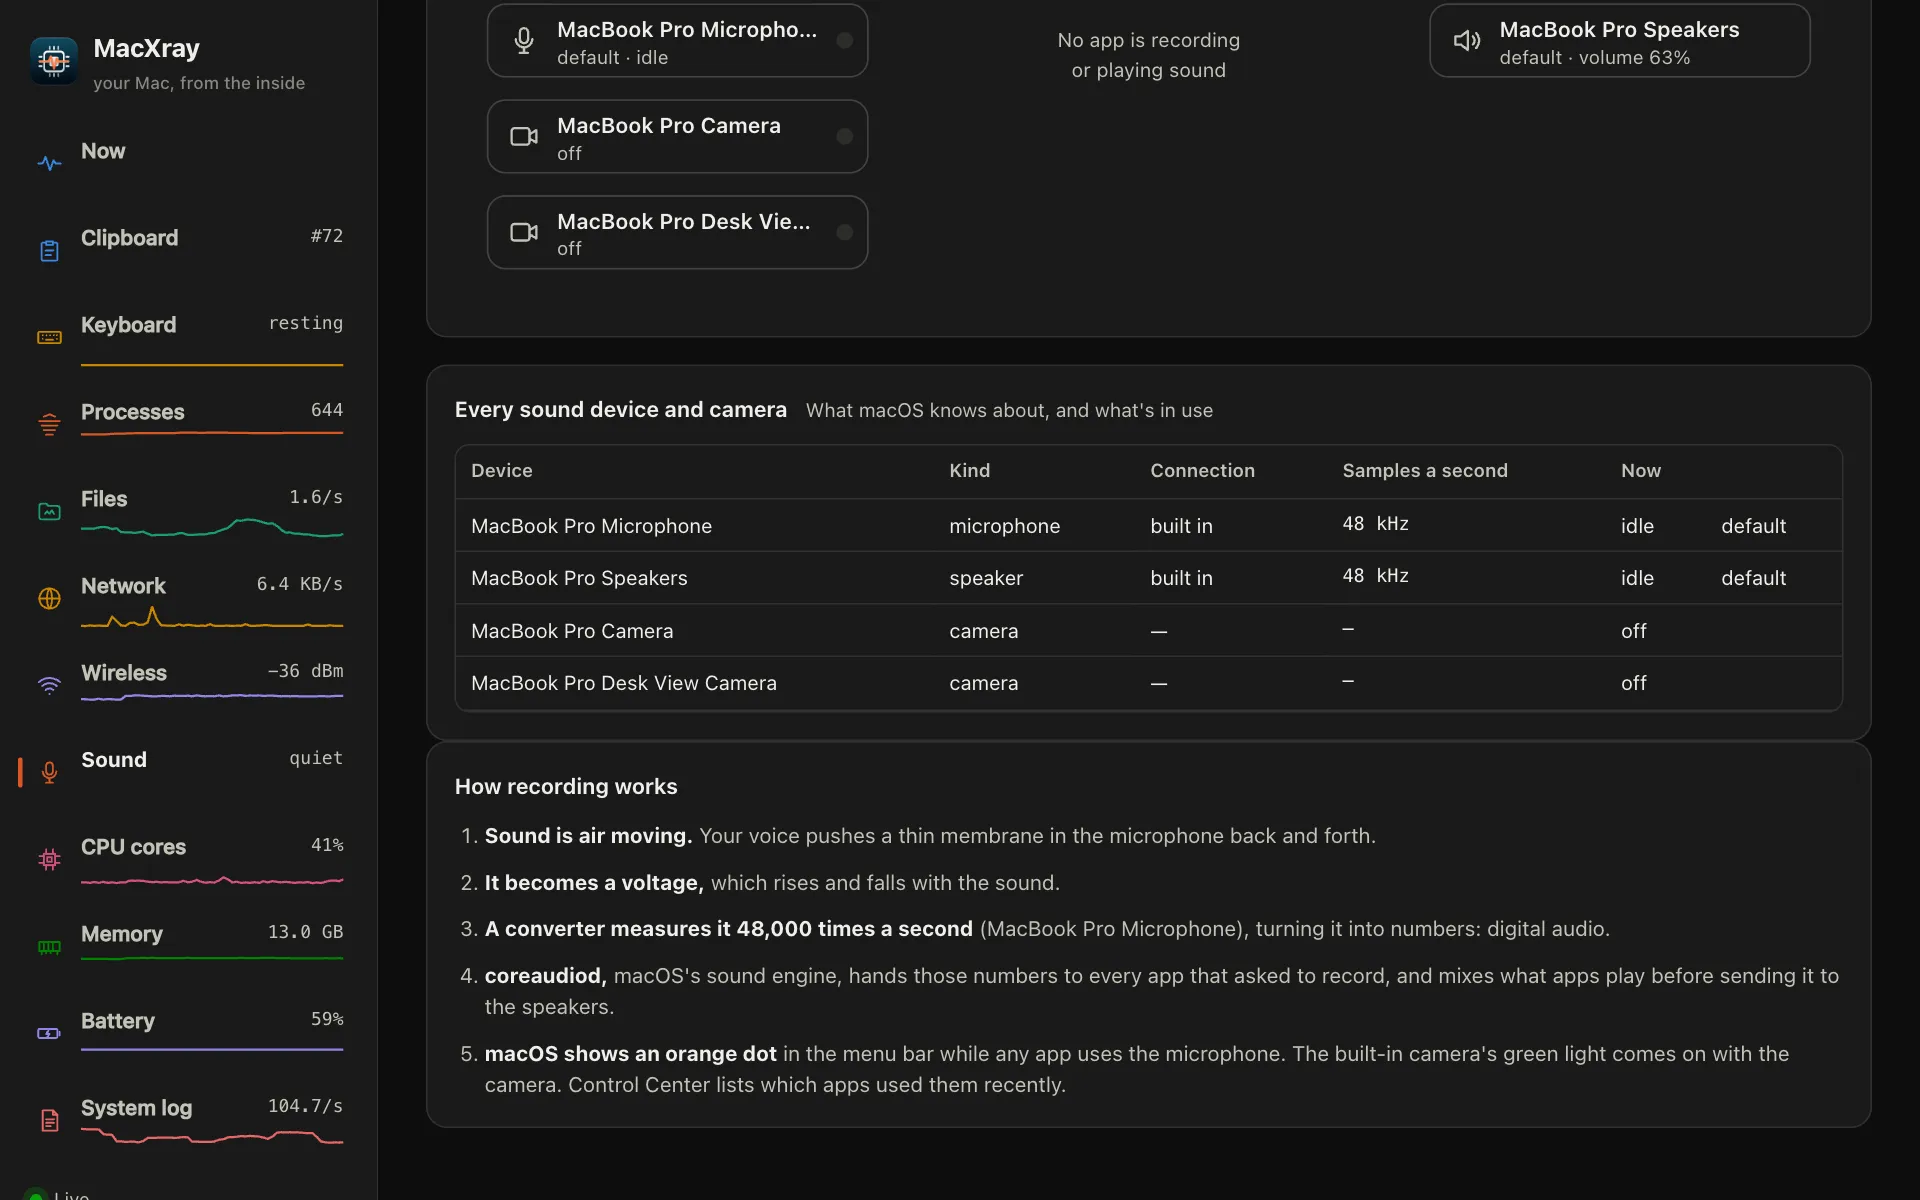 MacXray
your Mac, from the inside
Now
Clipboard #72
Keyboard resting
Processes 644
Files 1.6/s
Network 6.4 KB/s
Wireless −36 dBm
Sound quiet
CPU cores 41%
Memory 13.0 GB
Battery 59%
System log 104.7/s
Live
MacBook Pro Micropho...
default · idle
MacBook Pro Camera
off
MacBook Pro Desk Vie...
off
No app is recording
or playing sound
MacBook Pro Speakers
default · volume 63%
Every sound device and camera What macOS knows about, and what's in use
Device Kind Connection Samples a second Now
MacBook Pro Microphone microphone built in 48 kHz idle default
MacBook Pro Speakers speaker built in 48 kHz idle default
MacBook Pro Camera camera — – off
MacBook Pro Desk View Camera camera — – off
How recording works
1. Sound is air moving. Your voice pushes a thin membrane in the microphone back and forth.
2. It becomes a voltage, which rises and falls with the sound.
3. A converter measures it 48,000 times a second (MacBook Pro Microphone), turning it into numbers: digital audio.
4. coreaudiod, macOS's sound engine, hands those numbers to every app that asked to record, and mixes what apps play before sending it to
the speakers.
5. macOS shows an orange dot in the menu bar while any app uses the microphone. The built-in camera's green light comes on with the
camera. Control Center lists which apps used them recently.